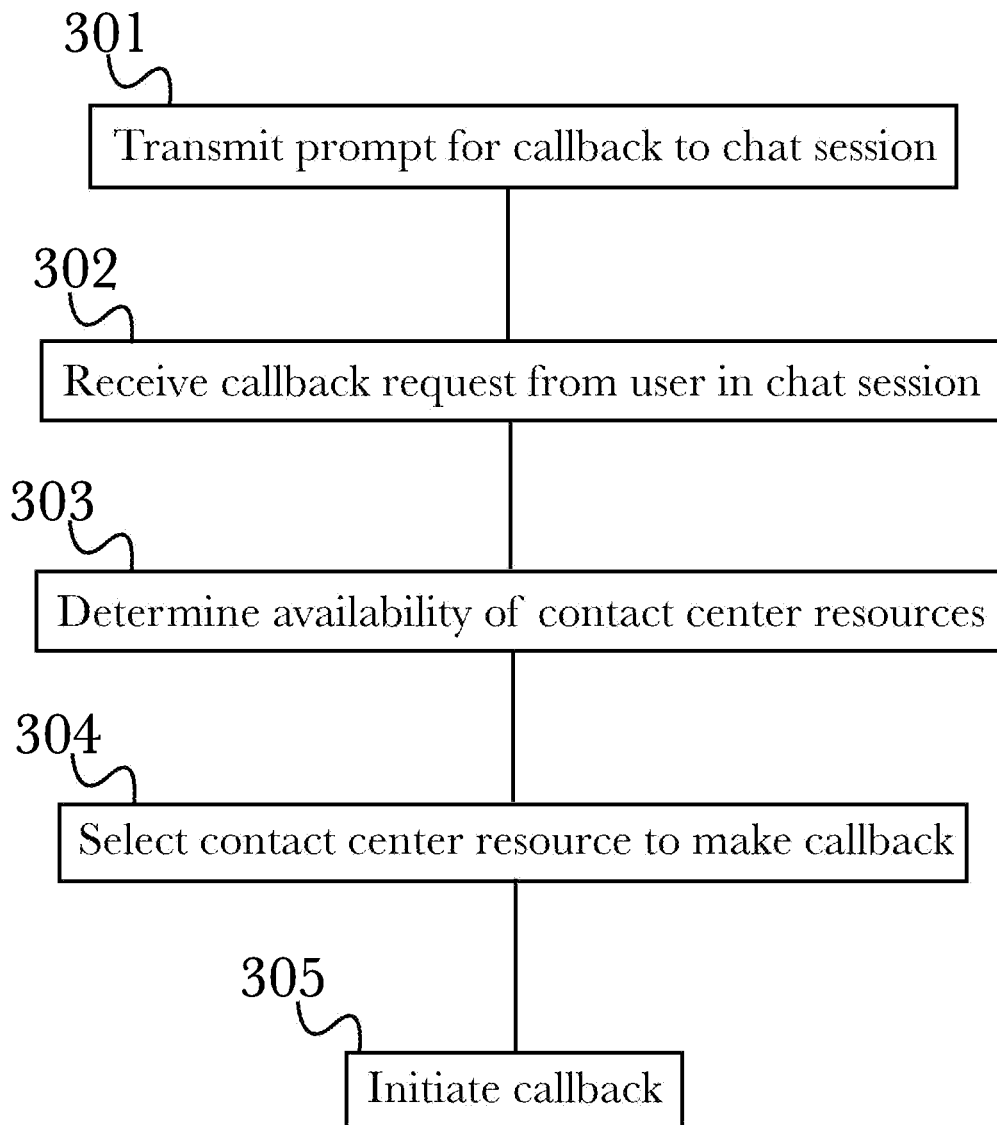 301
Transmit prompt for callback to chat session
302
Receive callback request from user in chat session
303
Determine availability of contact center resources
304
Select contact center resource to make callback
305
Initiate callback